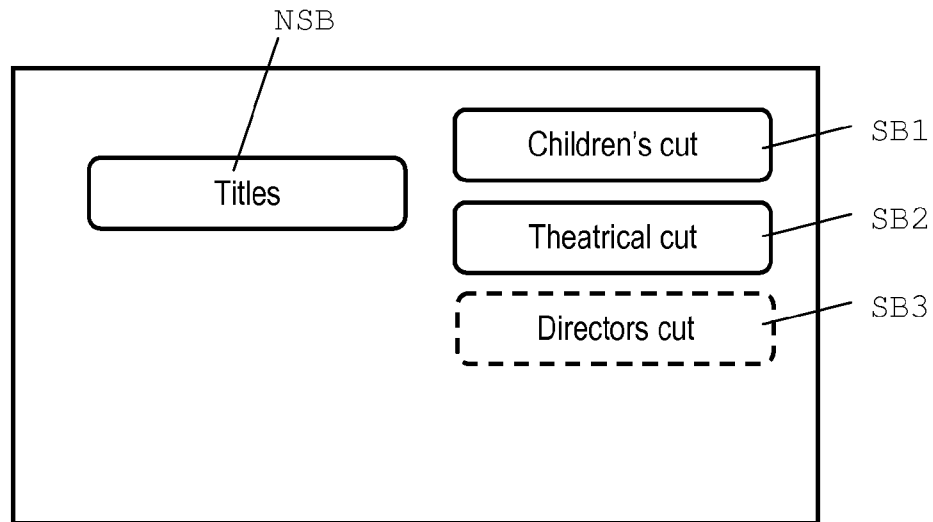 NSB
Children's cut
SB1
Titles
Theatrical cut
SB2
Directors cut
SB3